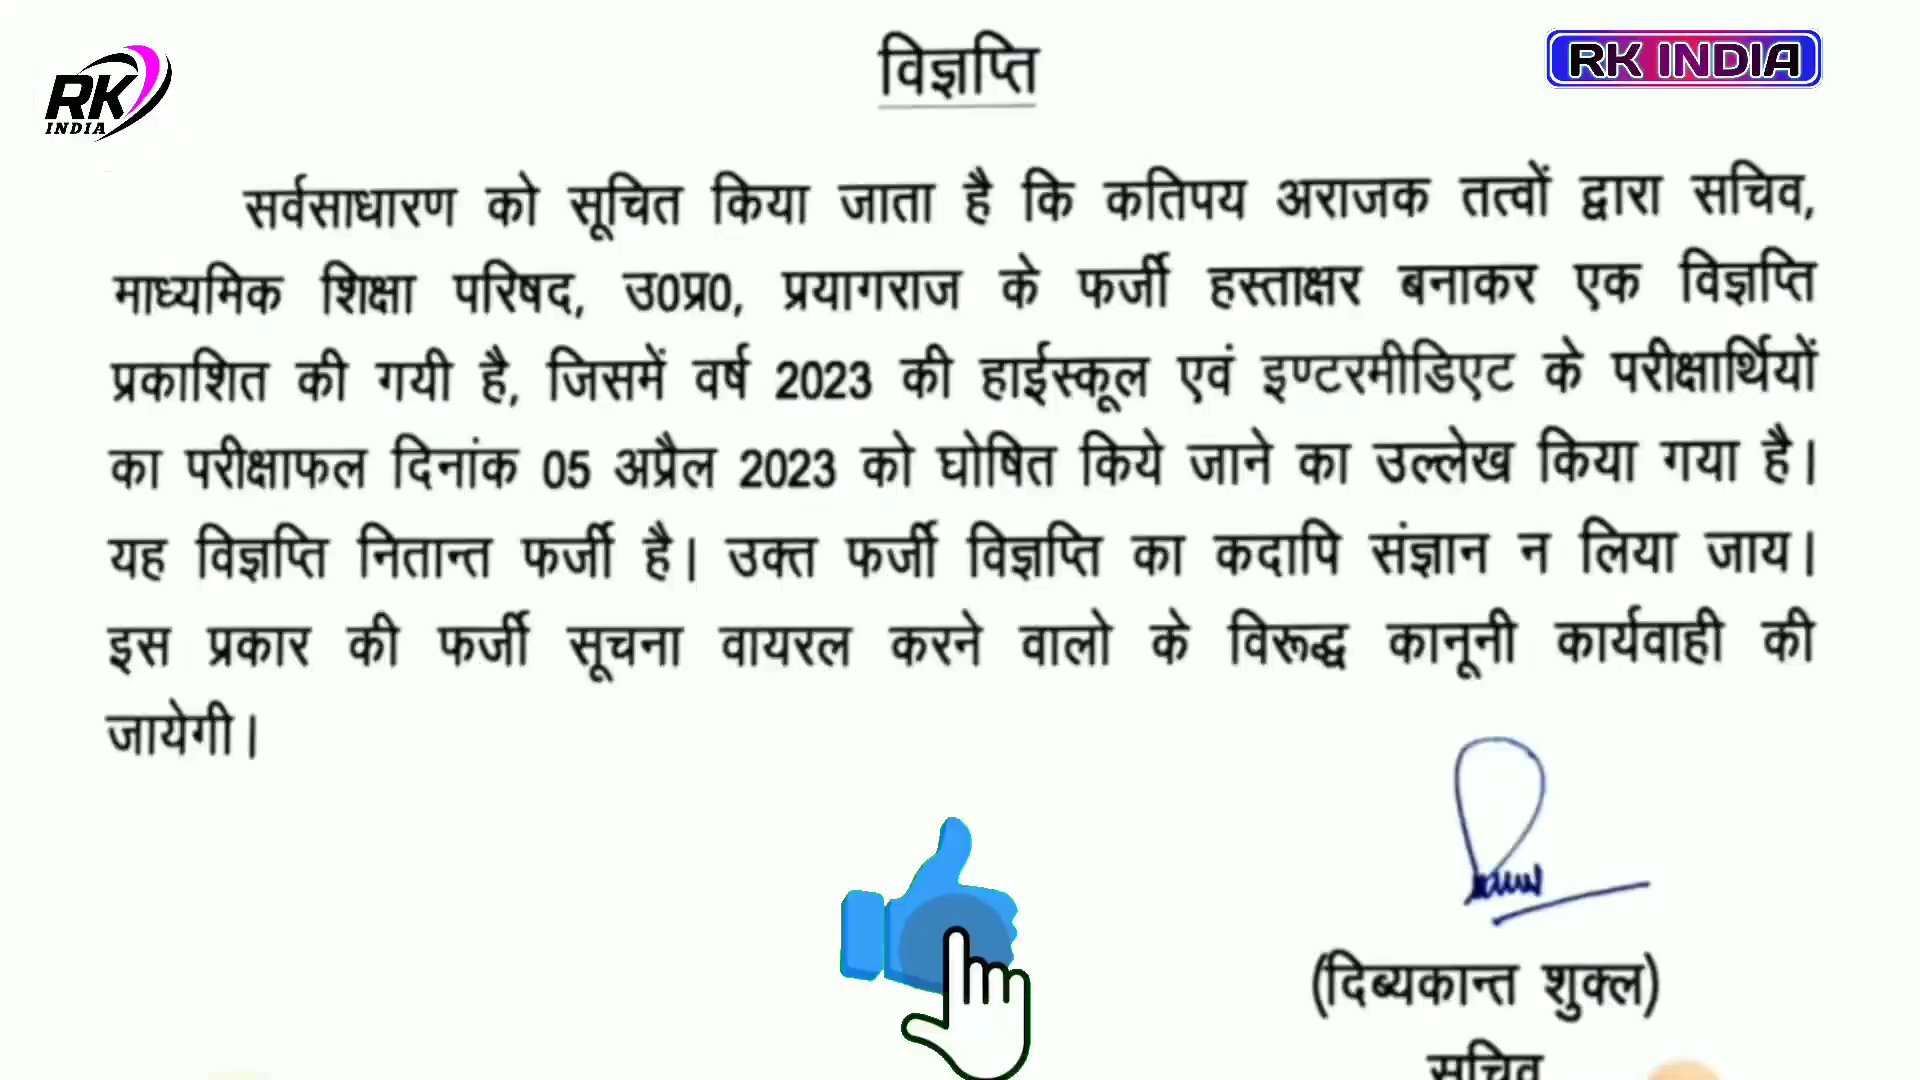 विज्ञप्ति
RK INDIA
RK
INDIA
सर्वसाधारण को सूचित किया जाता है कि कतिपय अराजक तत्वों द्वारा सचिव,
माध्यमिक शिक्षा परिषद, उ0प्र0, प्रयागराज के फर्जी हस्ताक्षर बनाकर एक विज्ञप्ति
प्रकाशित की गयी है, जिसमें वर्ष 2023 की हाईस्कूल एवं इण्टरमीडिएट के परीक्षार्थियों
का परीक्षाफल दिनांक 05 अप्रैल 2023 को घोषित किये जाने का उल्लेख किया गया है।
यह विज्ञप्ति नितान्त फर्जी है। उक्त फर्जी विज्ञप्ति का कदापि संज्ञान न लिया जाय।
इस प्रकार की फर्जी सूचना वायरल करने वालो के विरूद्ध कानूनी कार्यवाही की
जायेगी।
(दिब्यकान्त शुक्ल)
सचिव